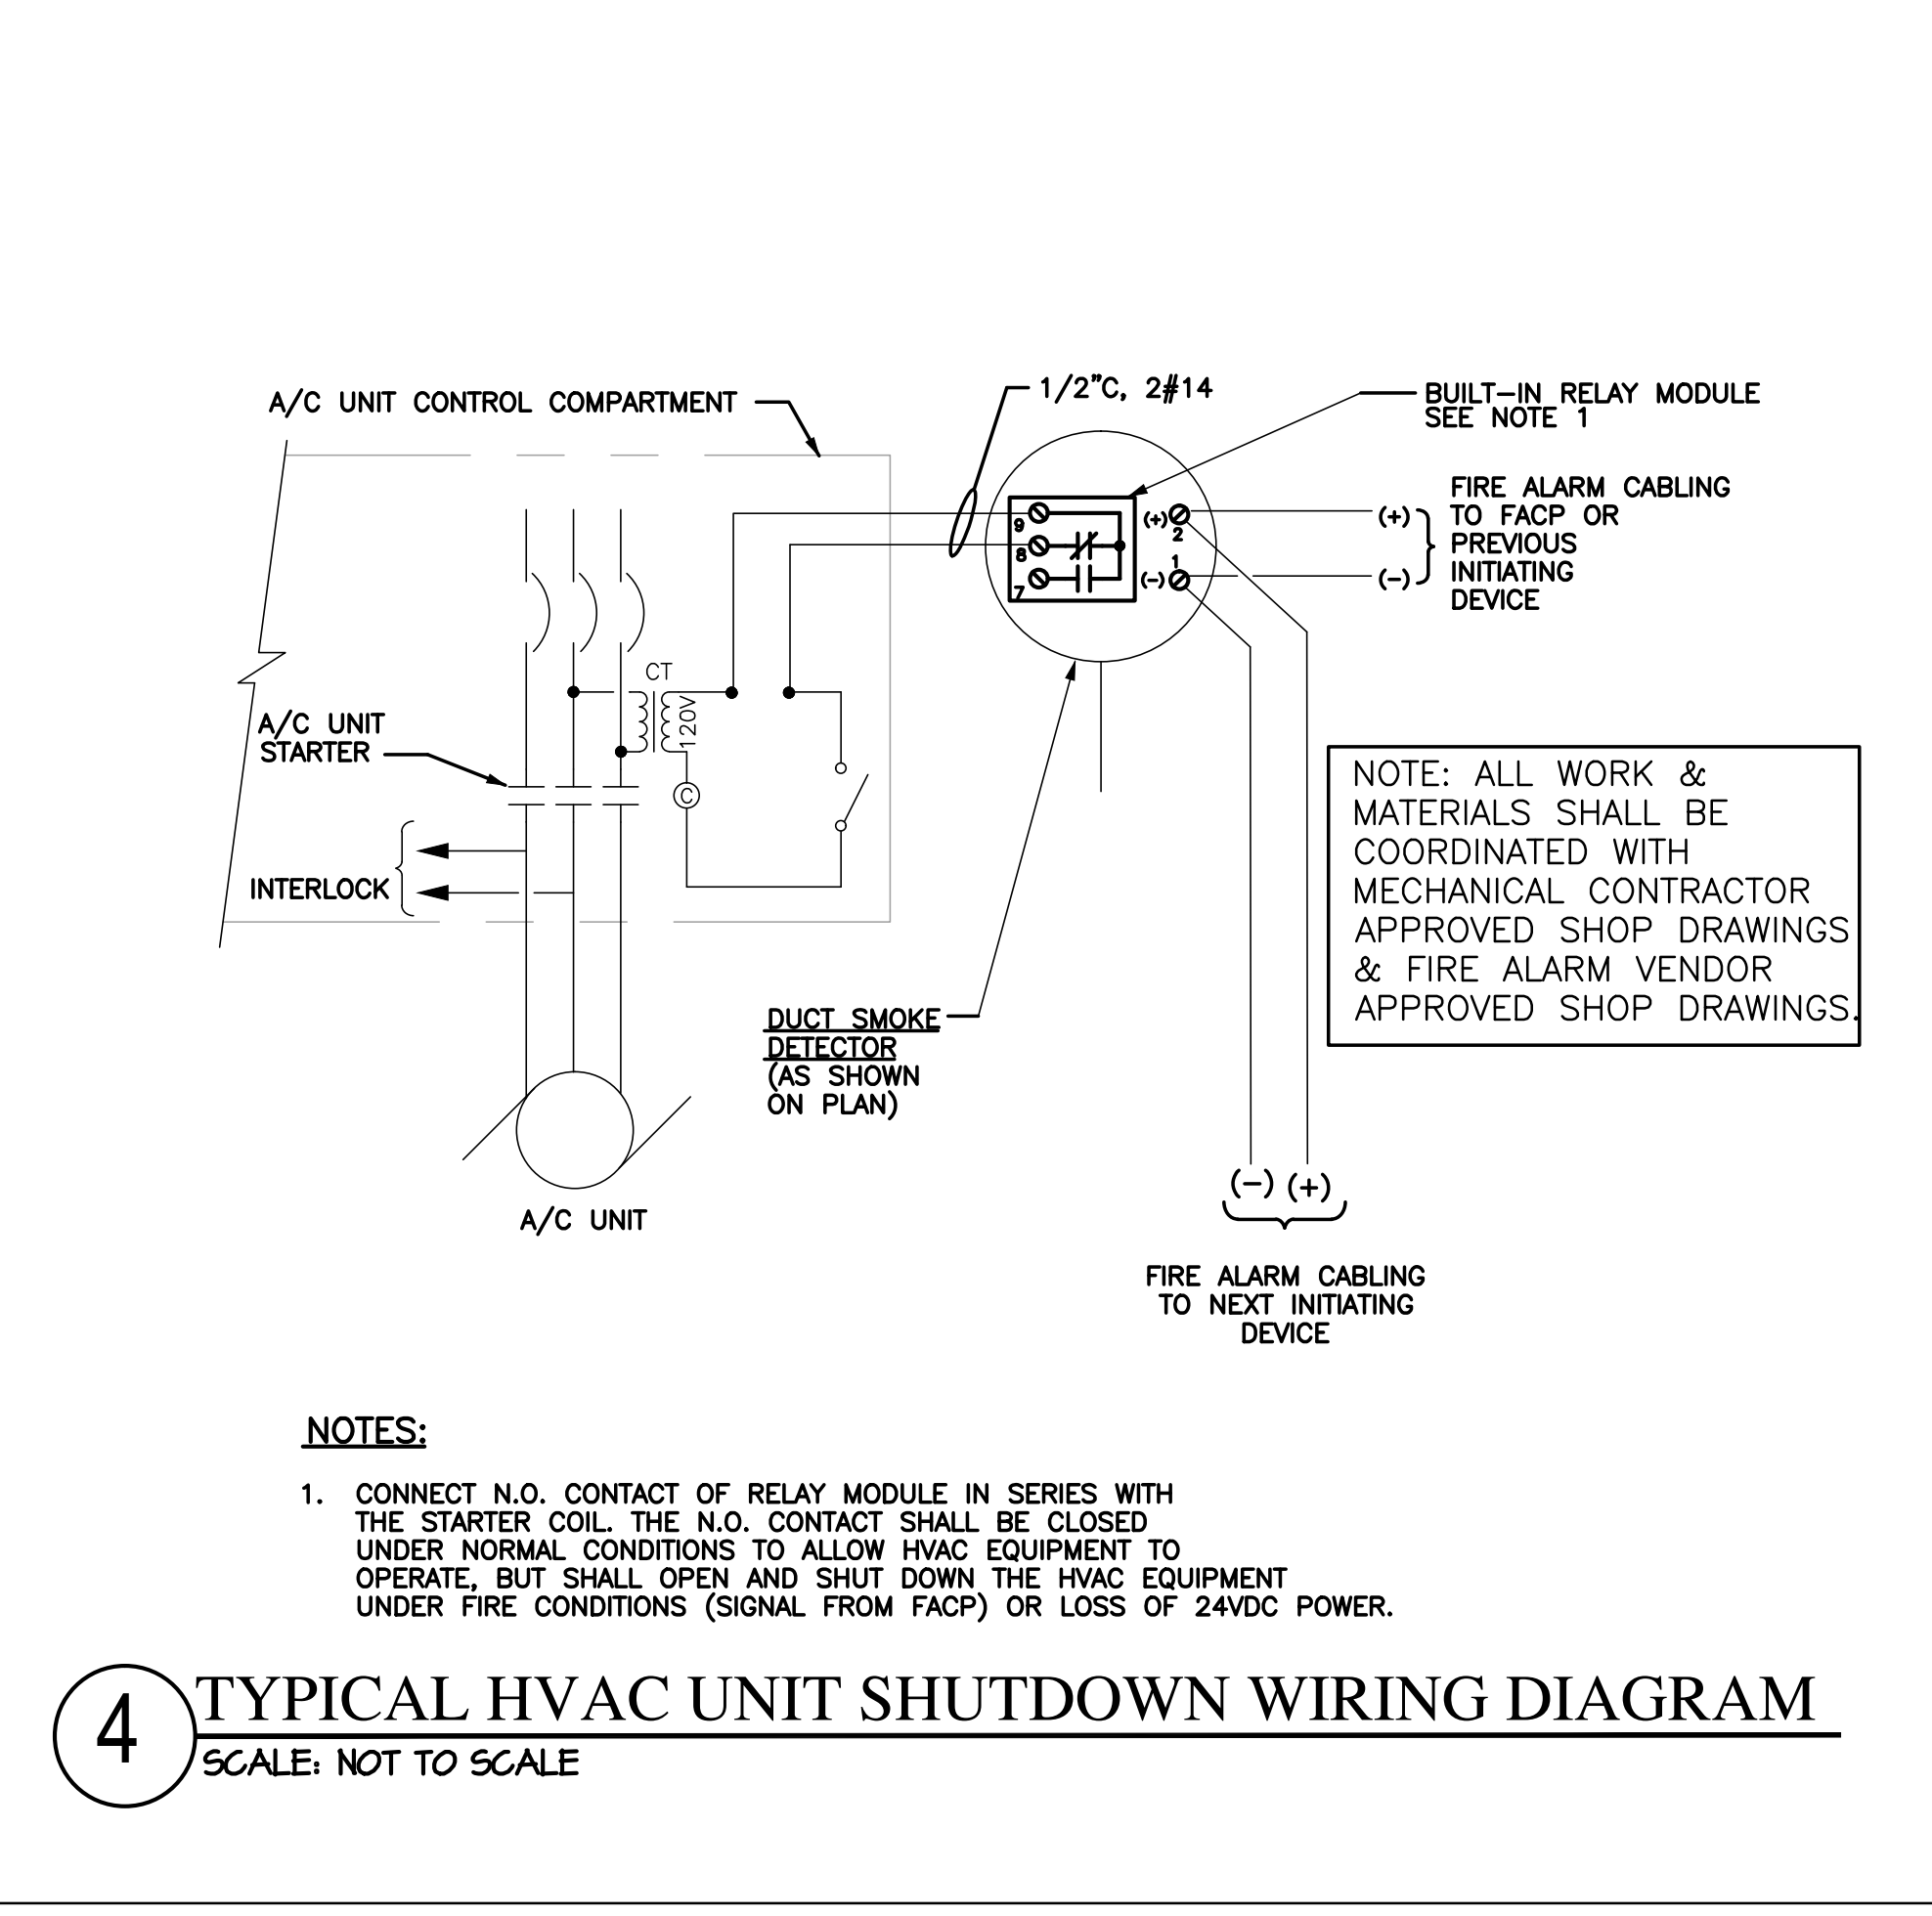 A/C UNIT CONTROL COMPARTMENT
1/2"C, 2#14
BUILT-IN RELAY MODULE
SEE NOTE 1
FIRE ALARM CABLING
TO FACP OR
PREVIOUS
INITIATING
DEVICE
(+)
(-)
9
8
7
(+)
2
1
(-)
CT
120V
C
A/C UNIT
STARTER
INTERLOCK
NOTE: ALL WORK &
MATERIALS SHALL BE
COORDINATED WITH
MECHANICAL CONTRACTOR
APPROVED SHOP DRAWINGS
& FIRE ALARM VENDOR
APPROVED SHOP DRAWINGS.
DUCT SMOKE
DETECTOR
(AS SHOWN
ON PLAN)
A/C UNIT
(-) (+)
FIRE ALARM CABLING
TO NEXT INITIATING
DEVICE
NOTES:
1. CONNECT N.O. CONTACT OF RELAY MODULE IN SERIES WITH
THE STARTER COIL. THE N.O. CONTACT SHALL BE CLOSED
UNDER NORMAL CONDITIONS TO ALLOW HVAC EQUIPMENT TO
OPERATE, BUT SHALL OPEN AND SHUT DOWN THE HVAC EQUIPMENT
UNDER FIRE CONDITIONS (SIGNAL FROM FACP) OR LOSS OF 24VDC POWER.
4 TYPICAL HVAC UNIT SHUTDOWN WIRING DIAGRAM
SCALE: NOT TO SCALE